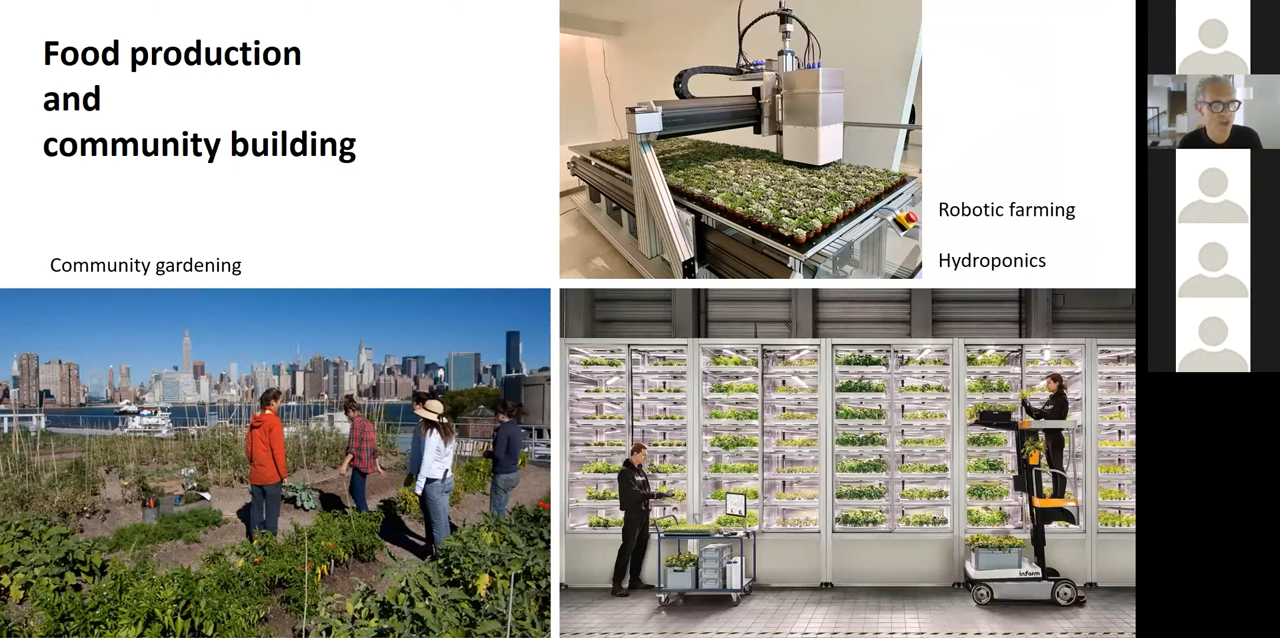 Food production
and
community building
Community gardening
Robotic farming
Hydroponics
infarm